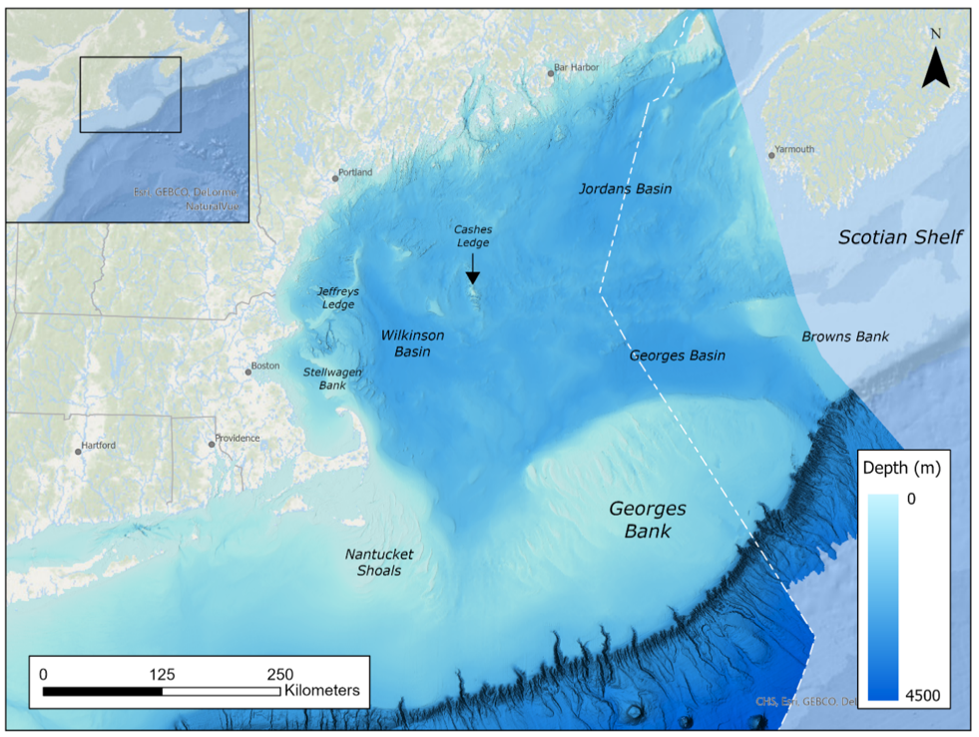 N
Bar Harbor
Yarmouth
Esri, GEBCO, DeLorme,
NaturalVue
Portland
Jordans Basin
Cashes
Ledge
Scotian Shelf
Jeffreys
Ledge
Wilkinson
Basin
Georges Basin
Browns Bank
Boston
Stellwagen
Bank
Hartford
Providence
Depth (m)
0
4500
Georges
Bank
Nantucket
Shoals
0
125
250
Kilometers
CHS, Esri, GEBCO, DeL